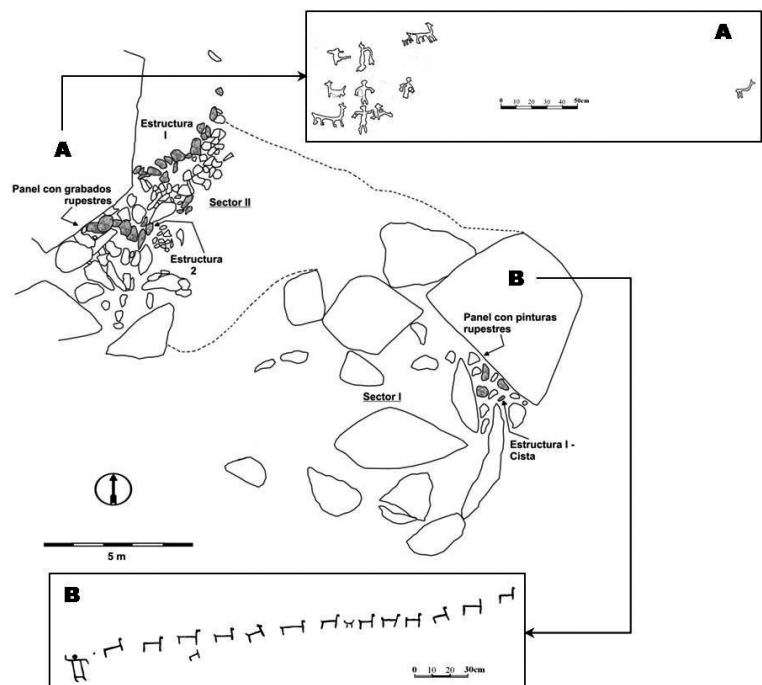 A
0 10 20 30 40 50cm
Estructura
I
A
Panel con grabados
rupestres
Sector II
Estructura
2
B
Panel con pinturas
rupestres
Sector I
Estructura I -
Cista
5 m
B
0 10 20 30cm